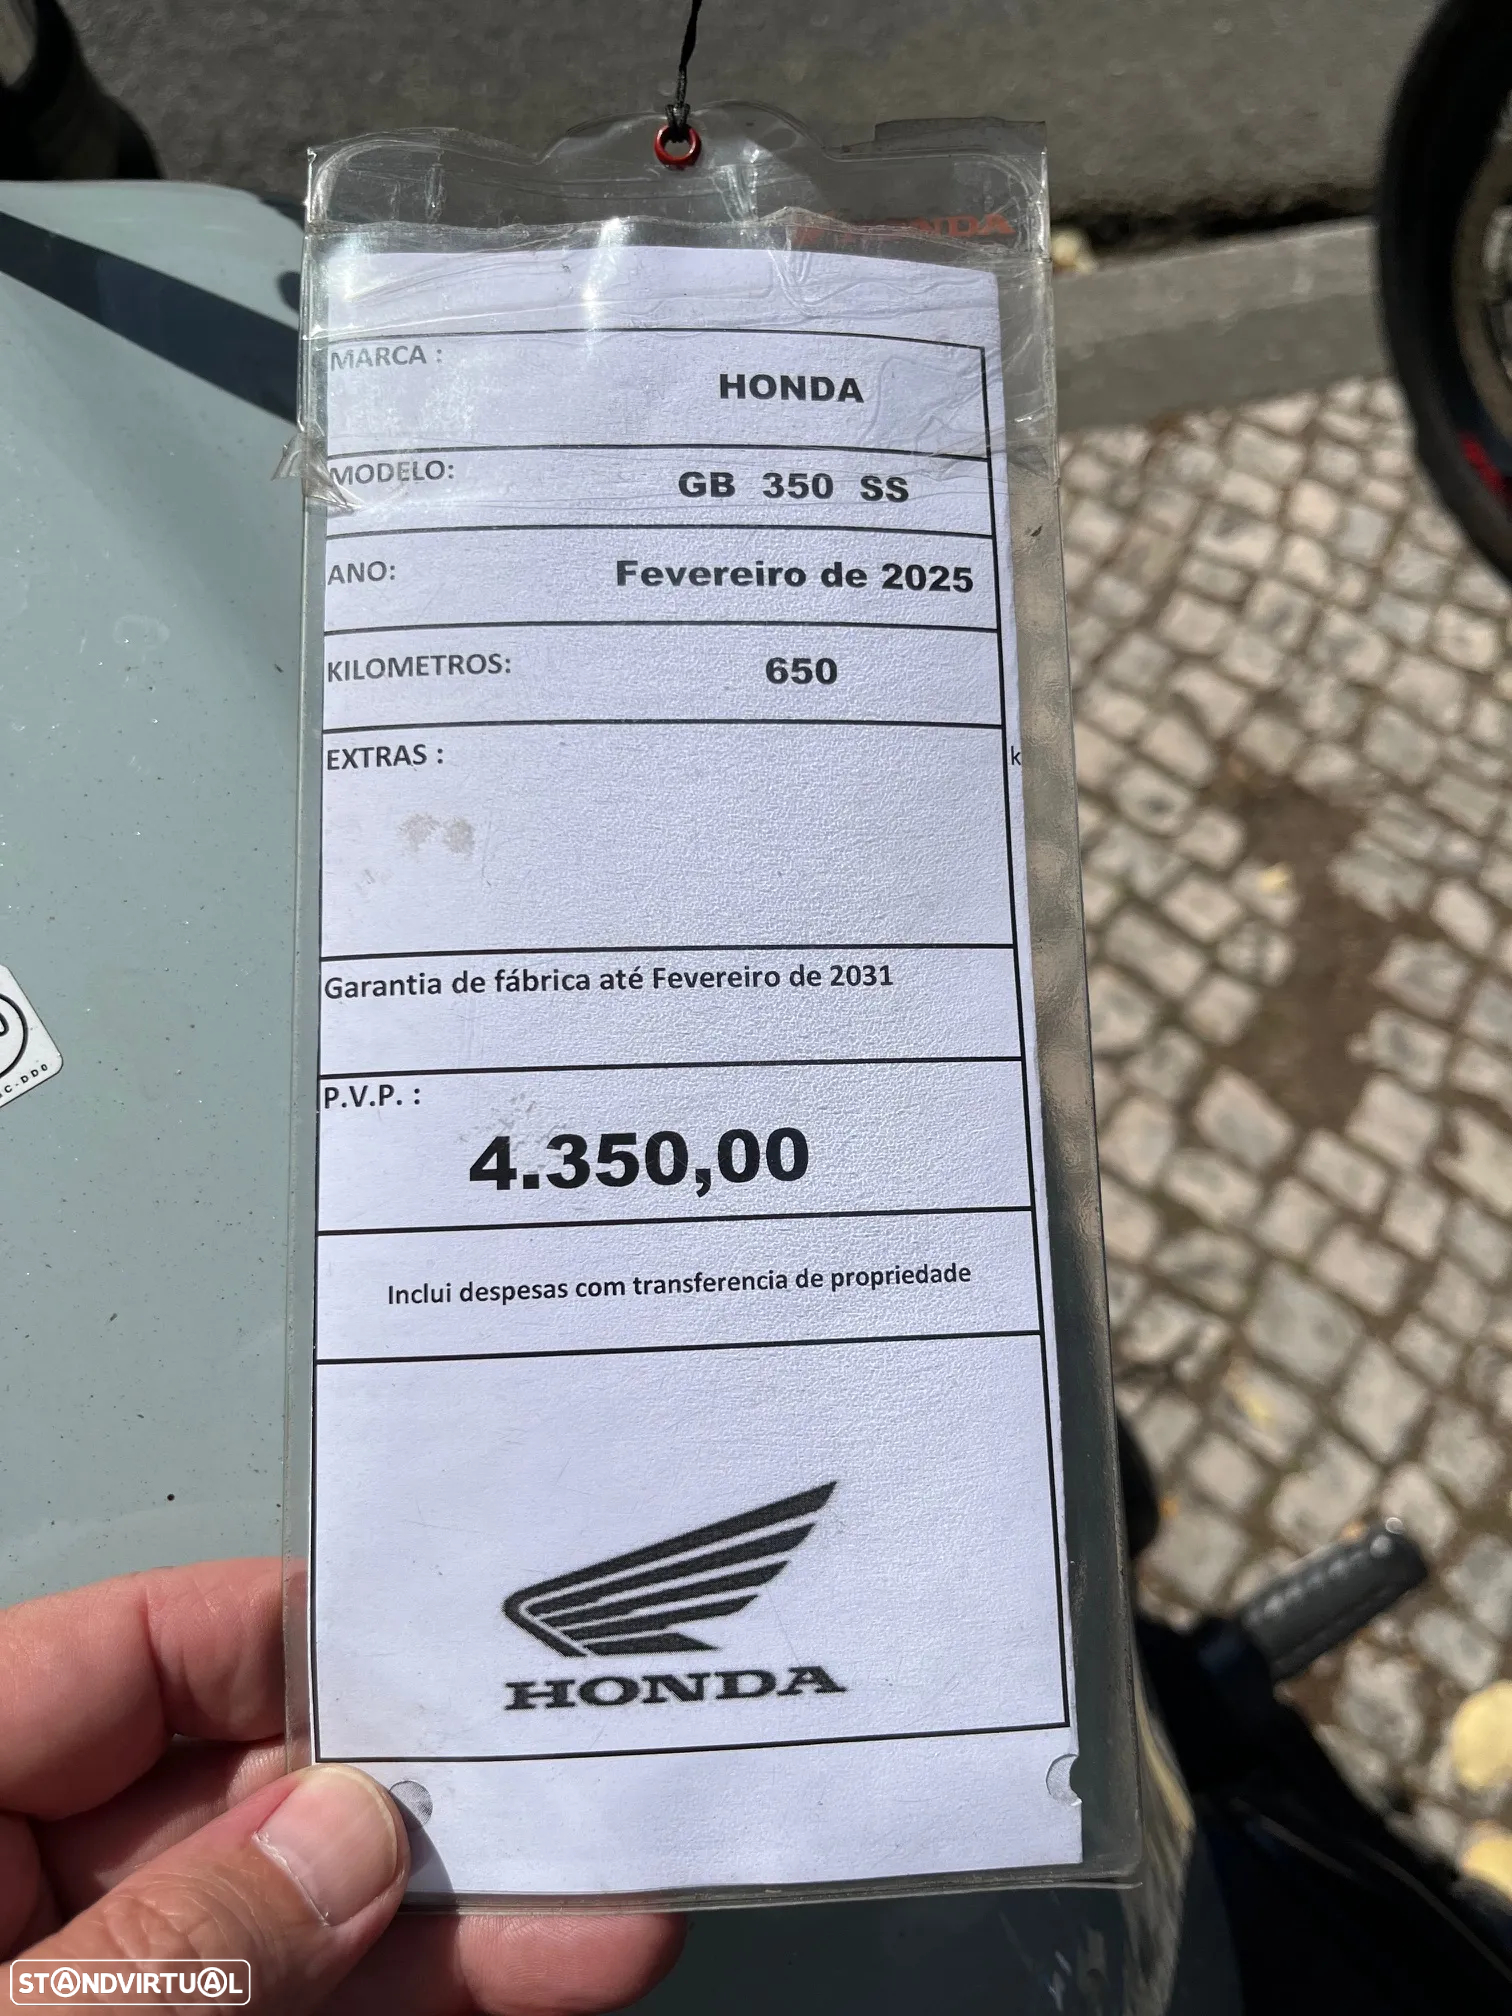 HONDA
MARCA :
HONDA
MODELO:
GB 350 SS
ANO:
Fevereiro de 2025
KILOMETROS:
650
EXTRAS :
k
Garantia de fábrica até Fevereiro de 2031
P.V.P. :
4.350,00
Inclui despesas com transferencia de propriedade
HONDA
STANDVIRTUAL